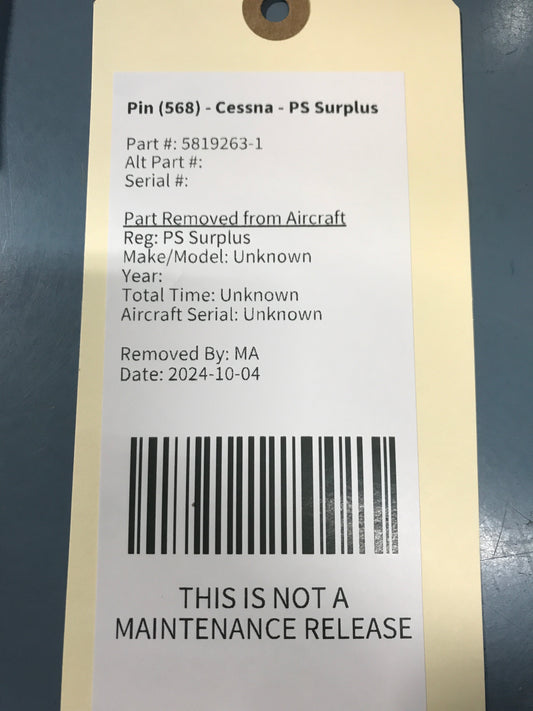 Pin (568) - Cessna - PS Surplus
Part #: 5819263-1
Alt Part #:
Serial #:
Part Removed from Aircraft
Reg: PS Surplus
Make/Model: Unknown
Year:
Total Time: Unknown
Aircraft Serial: Unknown
Removed By: MA
Date: 2024-10-04
THIS IS NOT A
MAINTENANCE RELEASE